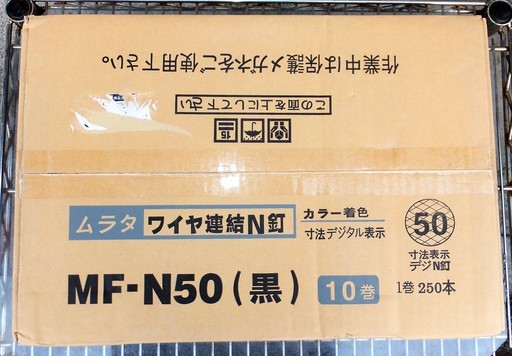 作業中は保護メガネをご使用下さい。
この面を上にして下さい
15
ムラタ ワイヤ連結N釘
カラー着色
寸法デジタル表示
50
寸法表示
デジN釘
MF-N50(黒)
10巻
1巻 250本